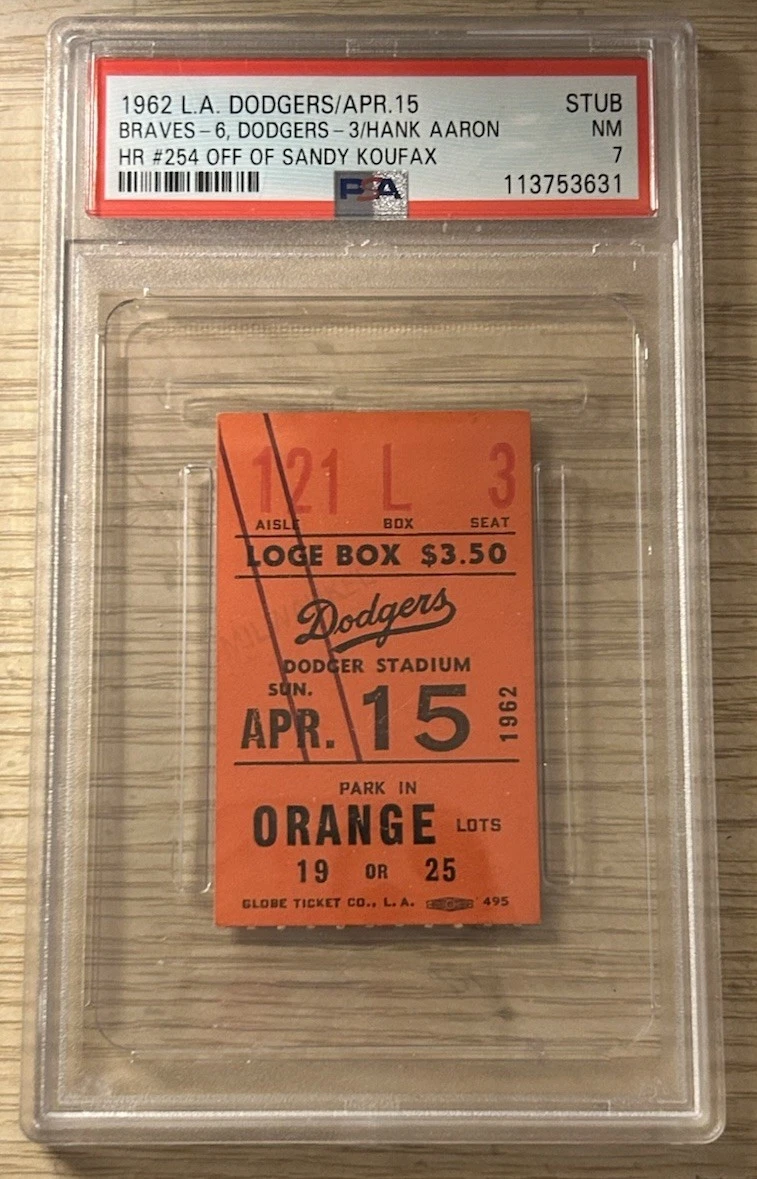 1962 L.A. DODGERS/APR.15 STUB
BRAVES-6, DODGERS-3/HANK AARON NM
HR #254 OFF OF SANDY KOUFAX 7
PSA 113753631
121 L 3
AISLE BOX SEAT
LOGE BOX $3.50
Dodgers
DODGER STADIUM
SUN.
APR. 15 1962
PARK IN
ORANGE LOTS
19 OR 25
GLOBE TICKET CO., L.A. 495